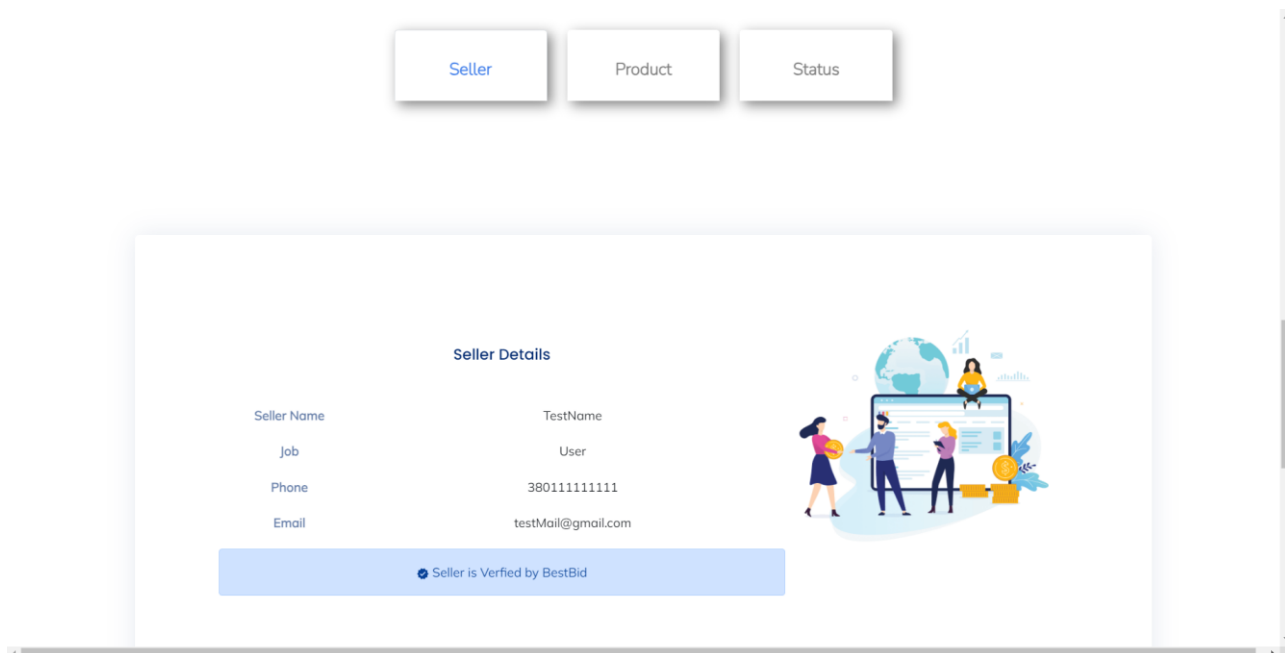 Seller Product Status
Seller Details
Seller Name TestName
Job User
Phone 380111111111
Email testMail@gmail.com
Seller is Verfied by BestBid